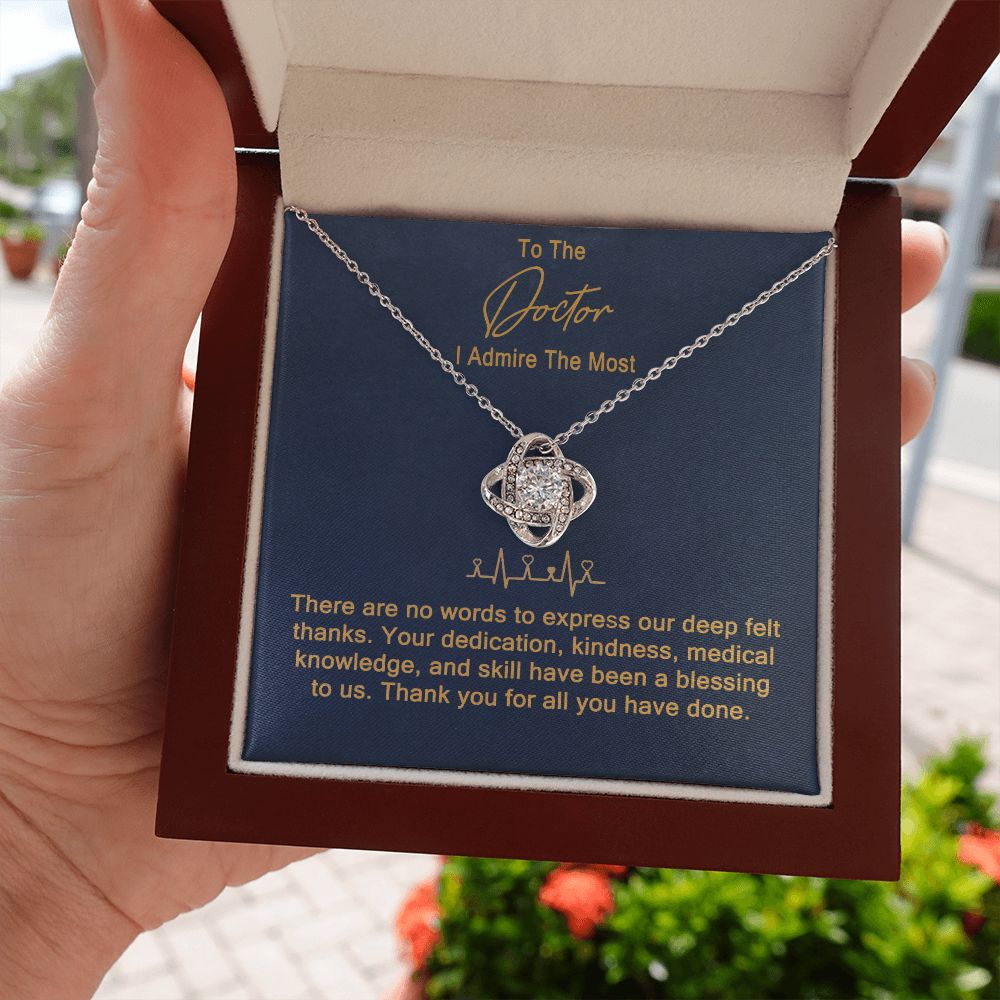 To The
Doctor
I Admire The Most
There are no words to express our deep felt
thanks. Your dedication, kindness, medical
knowledge, and skill have been a blessing
to us. Thank you for all you have done.